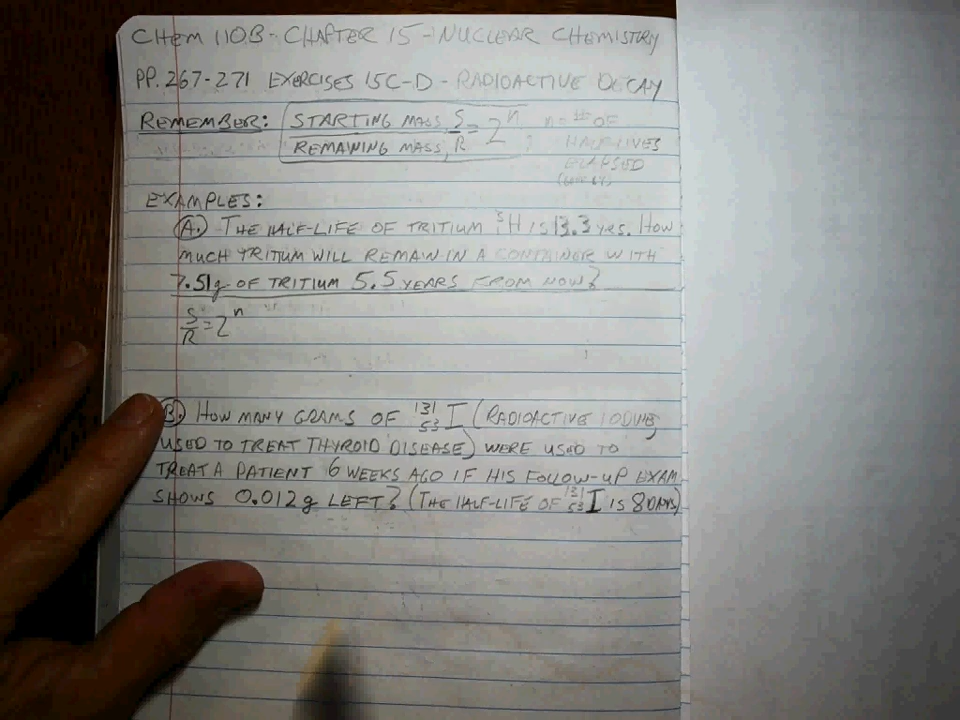 CHEM 110B - CHAPTER 15 - NUCLEAR CHEMISTRY
PP. 267-271 EXERCISES 15C-D - RADIOACTIVE DECAY
REMEMBER: STARTING MASS / REMAINING MASS, S/R = 2^n, n = # OF
HALF-LIVES
ELAPSED
EXAMPLES:
A. THE HALF-LIFE OF TRITIUM ³₁H IS 13.3 yrs. HOW
MUCH TRITIUM WILL REMAIN IN A CONTAINER WITH
7.51g OF TRITIUM 5.5 YEARS FROM NOW?
S/R = 2^n
B. HOW MANY GRAMS OF ¹³¹₅₃I (RADIOACTIVE IODINE,
USED TO TREAT THYROID DISEASE) WERE USED TO
TREAT A PATIENT 6 WEEKS AGO IF HIS FOLLOW-UP EXAM
SHOWS 0.012g LEFT? (THE HALF-LIFE OF ¹³¹₅₃I IS 8 DAYS)